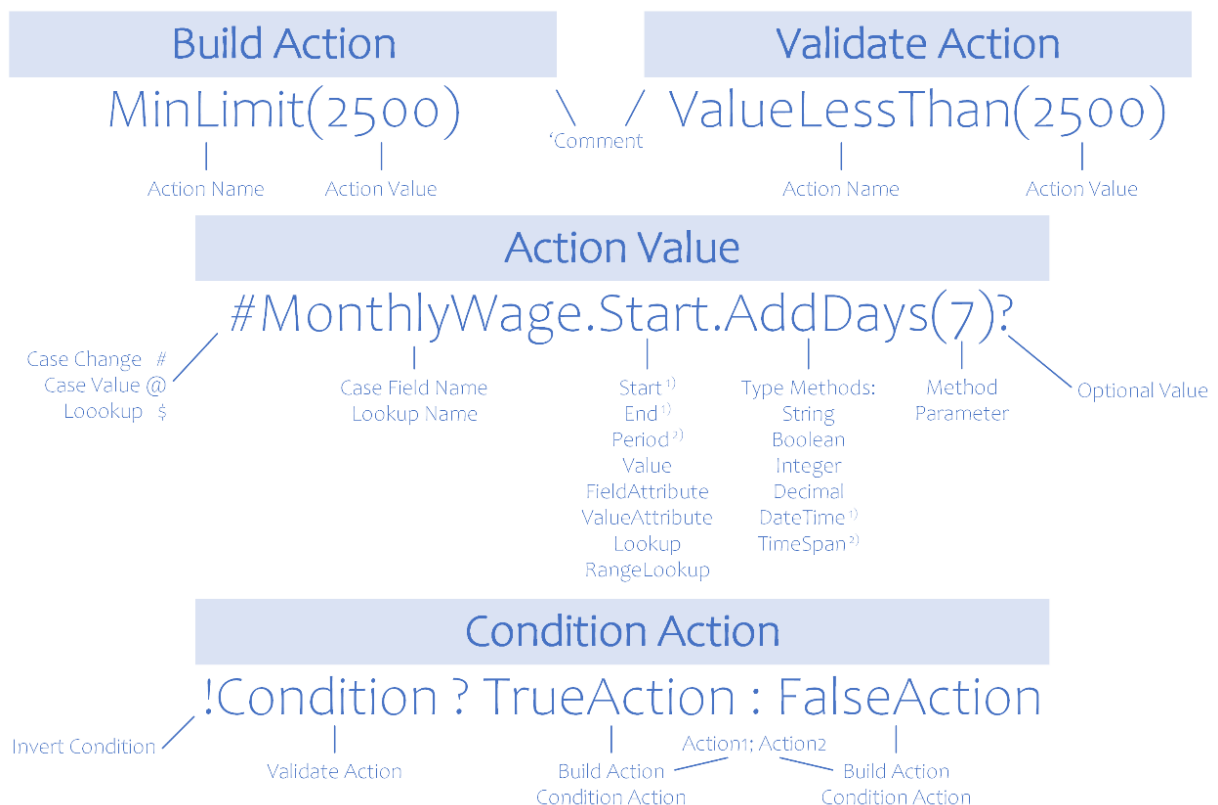 Build Action
Validate Action
MinLimit(2500)
ValueLessThan(2500)
‘Comment
Action Name
Action Value
Action Name
Action Value
Action Value
#MonthlyWage.Start.AddDays(7)?
Case Change #
Case Value @
Loookup $
Case Field Name
Lookup Name
Start 1)
End 1)
Period 2)
Value
FieldAttribute
ValueAttribute
Lookup
RangeLookup
Type Methods:
String
Boolean
Integer
Decimal
DateTime 1)
TimeSpan 2)
Method
Parameter
Optional Value
Condition Action
!Condition ? TrueAction : FalseAction
Invert Condition
Validate Action
Action1; Action2
Build Action
Condition Action
Build Action
Condition Action